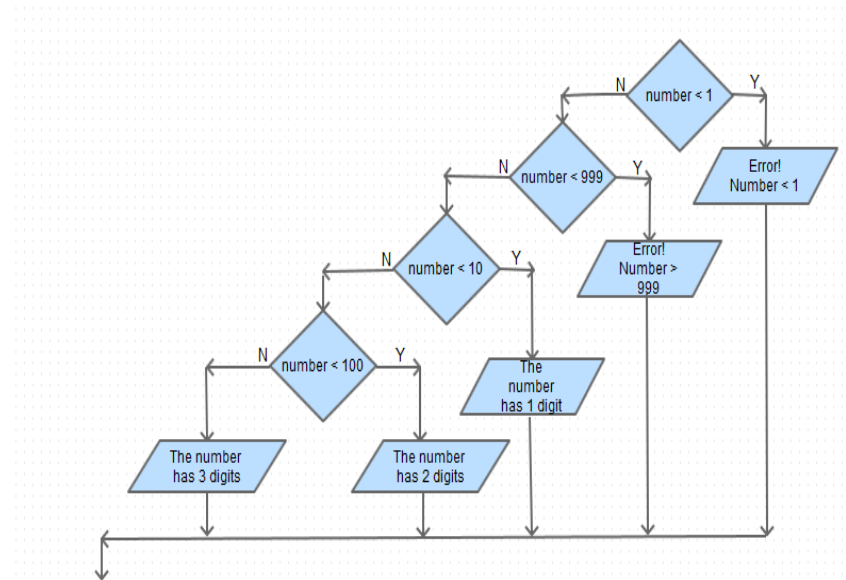 number < 1
N
Y
Error!
Number < 1
number < 999
N
Y
Error!
Number >
999
number < 10
N
Y
The
number
has 1 digit
number < 100
N
Y
The number
has 3 digits
The number
has 2 digits